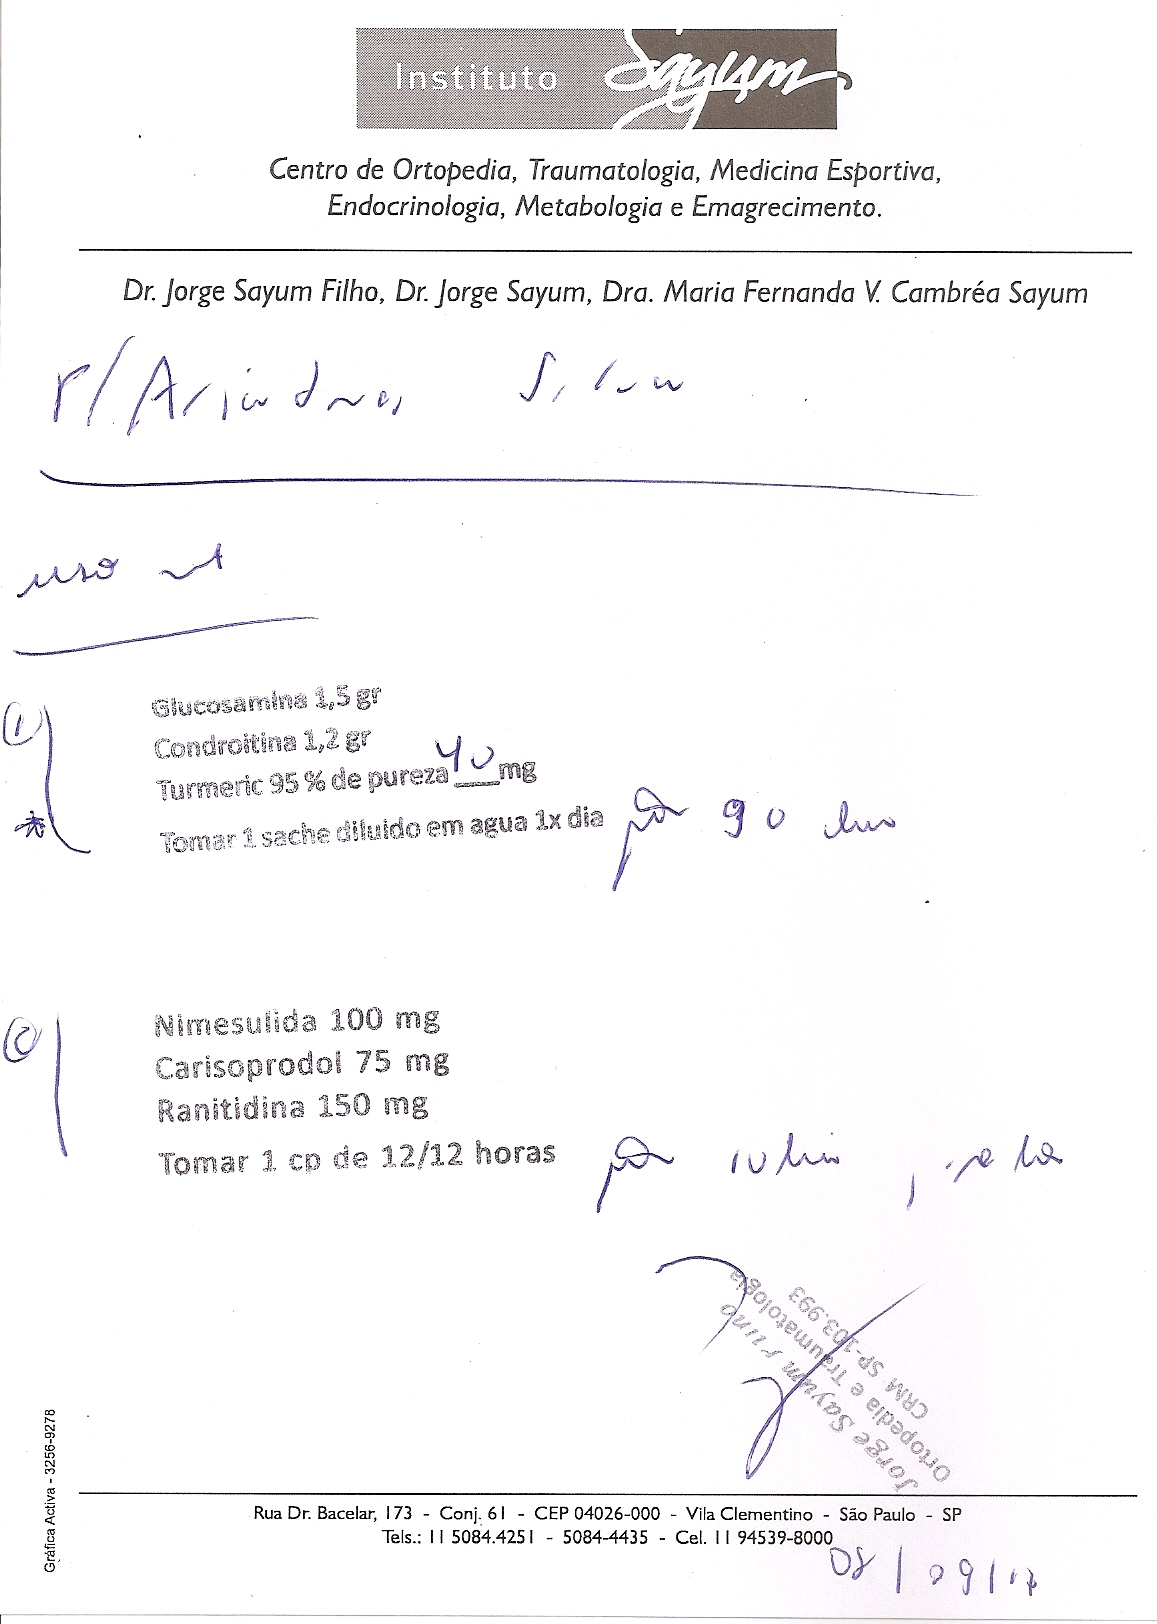 Instituto Sayum
Centro de Ortopedia, Traumatologia, Medicina Esportiva,
Endocrinologia, Metabologia e Emagrecimento.
Dr. Jorge Sayum Filho, Dr. Jorge Sayum, Dra. Maria Fernanda V. Cambréa Sayum
P/
uso
1
Glucosamina 1,5 gr
Condroitina 1,2 gr
Turmeric 95 % de pureza 40 mg
Tomar 1 sache diluido em agua 1x dia por 90 dias
2
Nimesulida 100 mg
Carisoprodol 75 mg
Ranitidina 150 mg
Tomar 1 cp de 12/12 horas por 10 dias
Jorge Sayum Filho
Ortopedia e Traumatologia
CRM SP-103.993
Rua Dr. Bacelar, 173 - Conj. 61 - CEP 04026-000 - Vila Clementino - São Paulo - SP
Tels.: 11 5084.4251 - 5084-4435 - Cel. 11 94539-8000
08/09/17
Gráfica Activa - 3256-9278